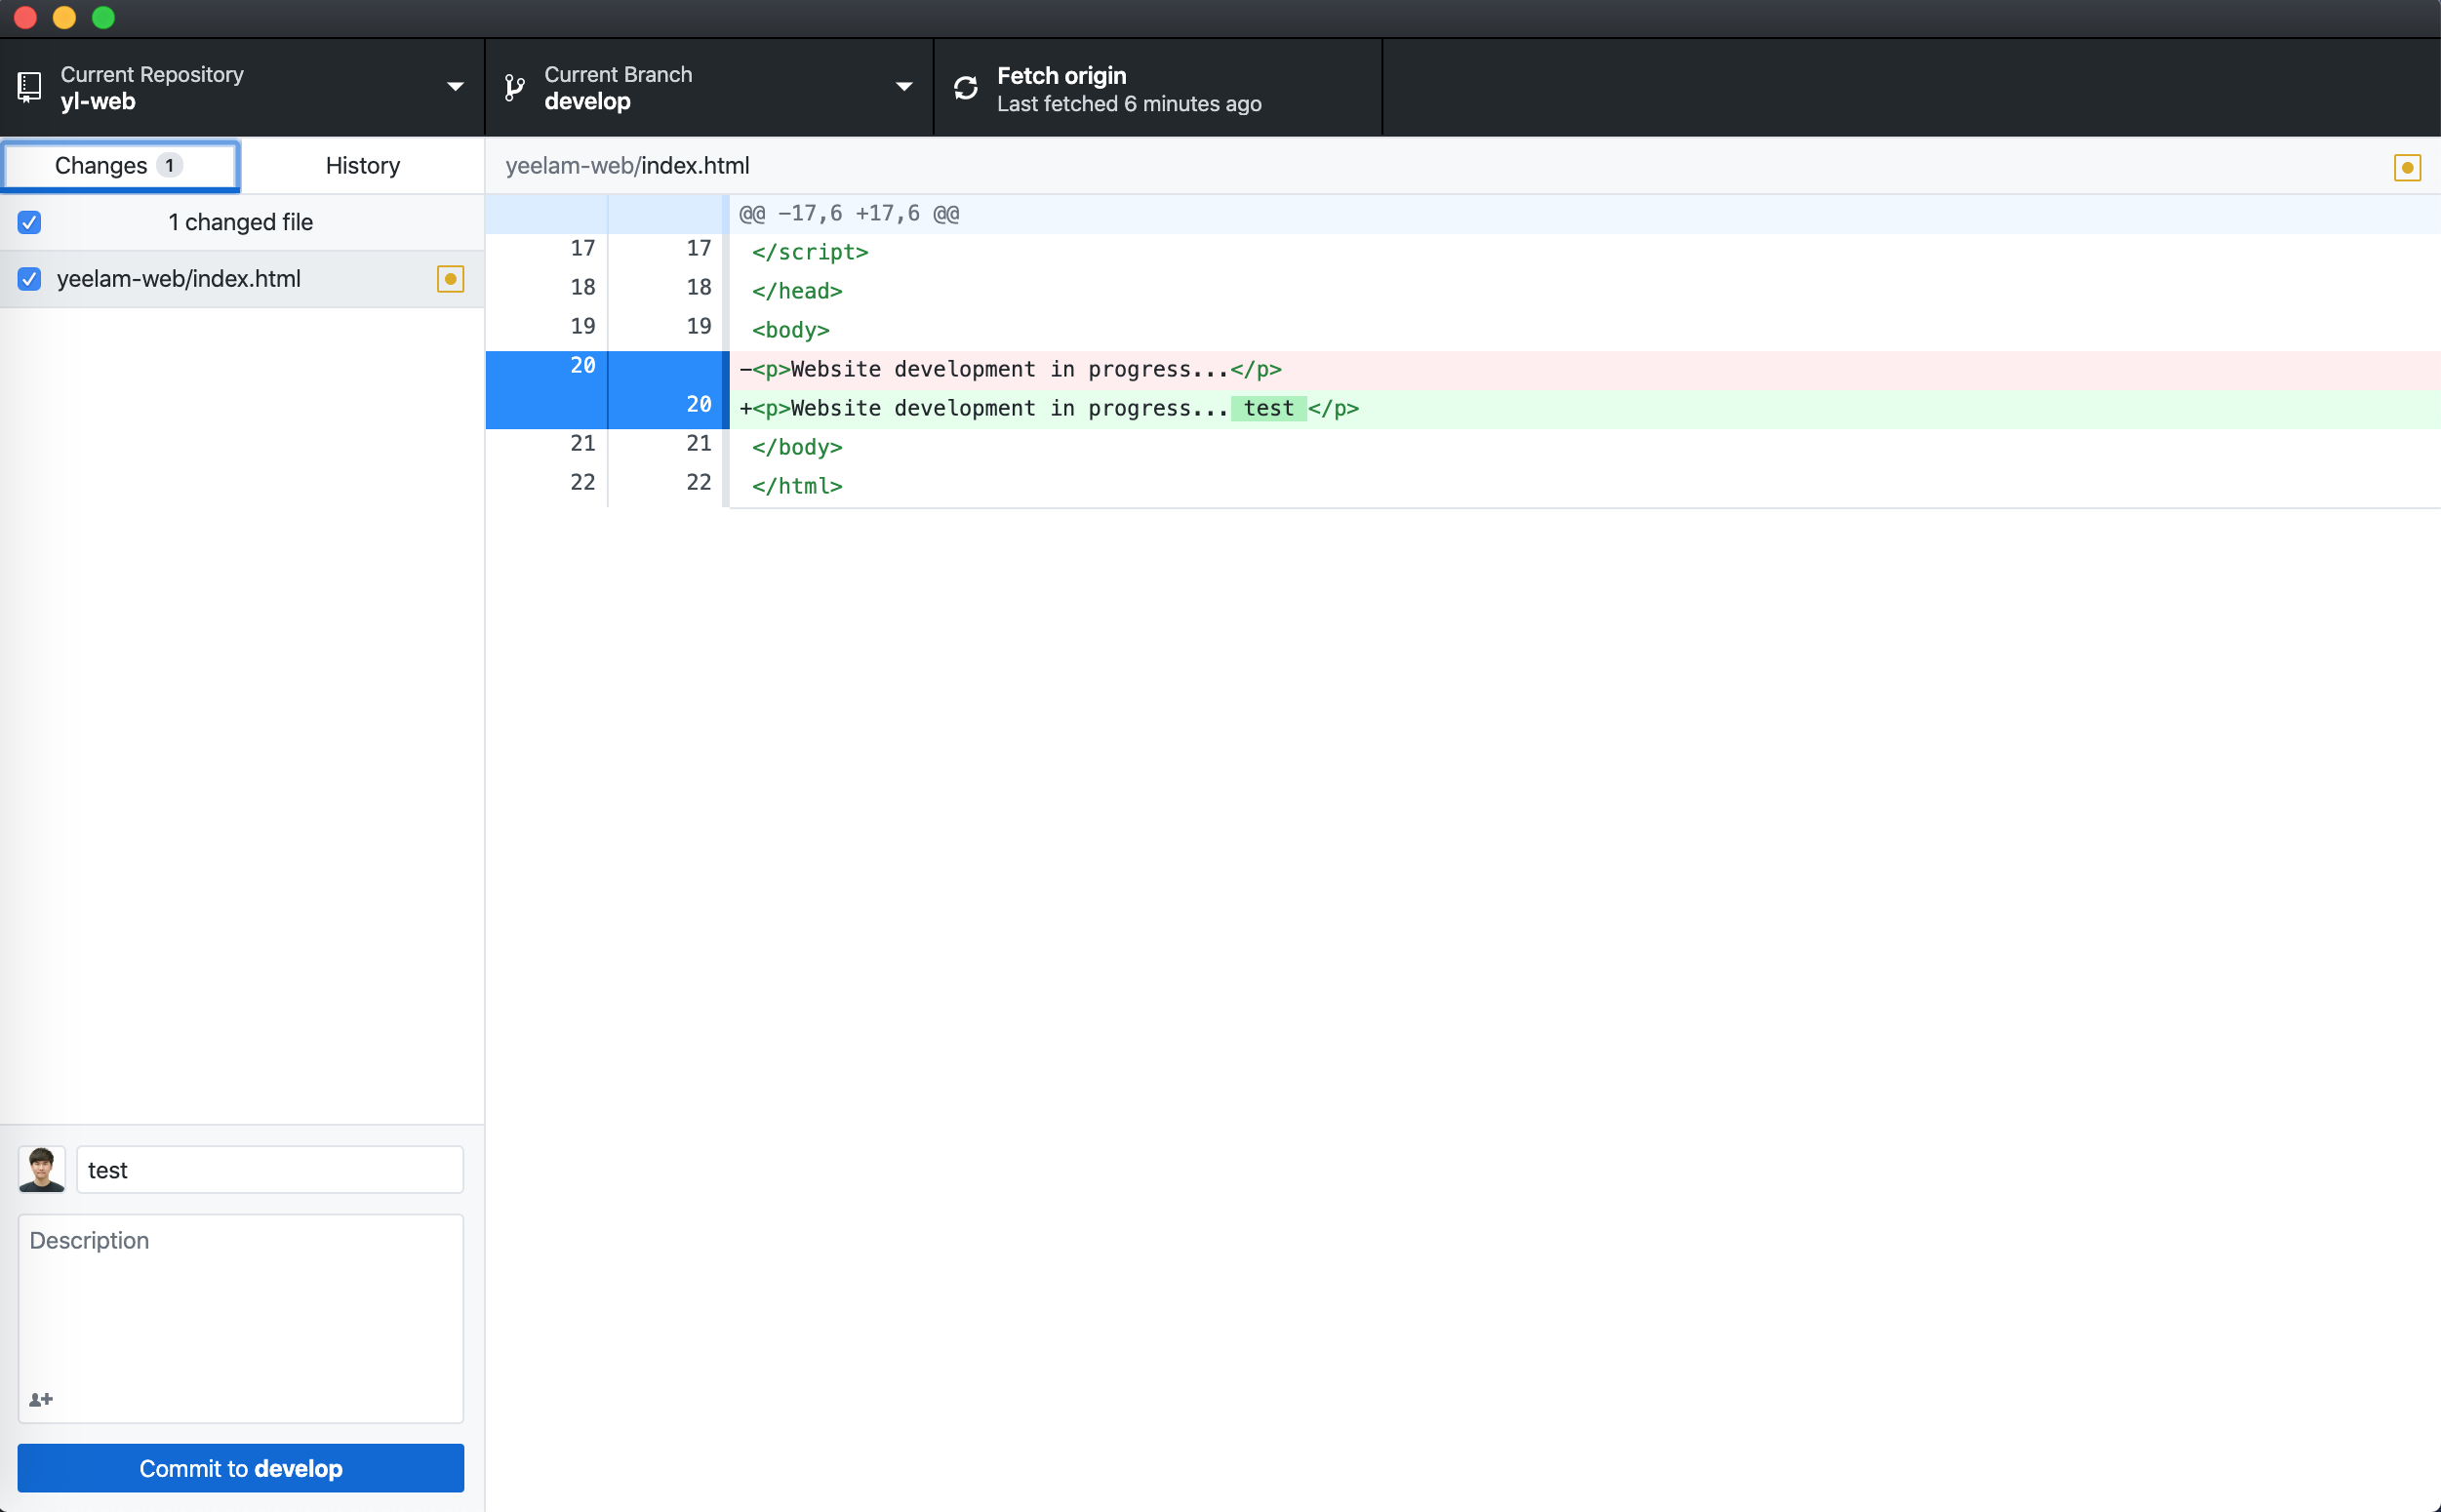 Current Repository
yl-web
Current Branch
develop
Fetch origin
Last fetched 6 minutes ago
Changes 1
History
yeelam-web/index.html
1 changed file
yeelam-web/index.html
@@ -17,6 +17,6 @@
17 17 </script>
18 18 </head>
19 19 <body>
20 -<p>Website development in progress...</p>
20 +<p>Website development in progress... test </p>
21 21 </body>
22 22 </html>
test
Description
Commit to develop